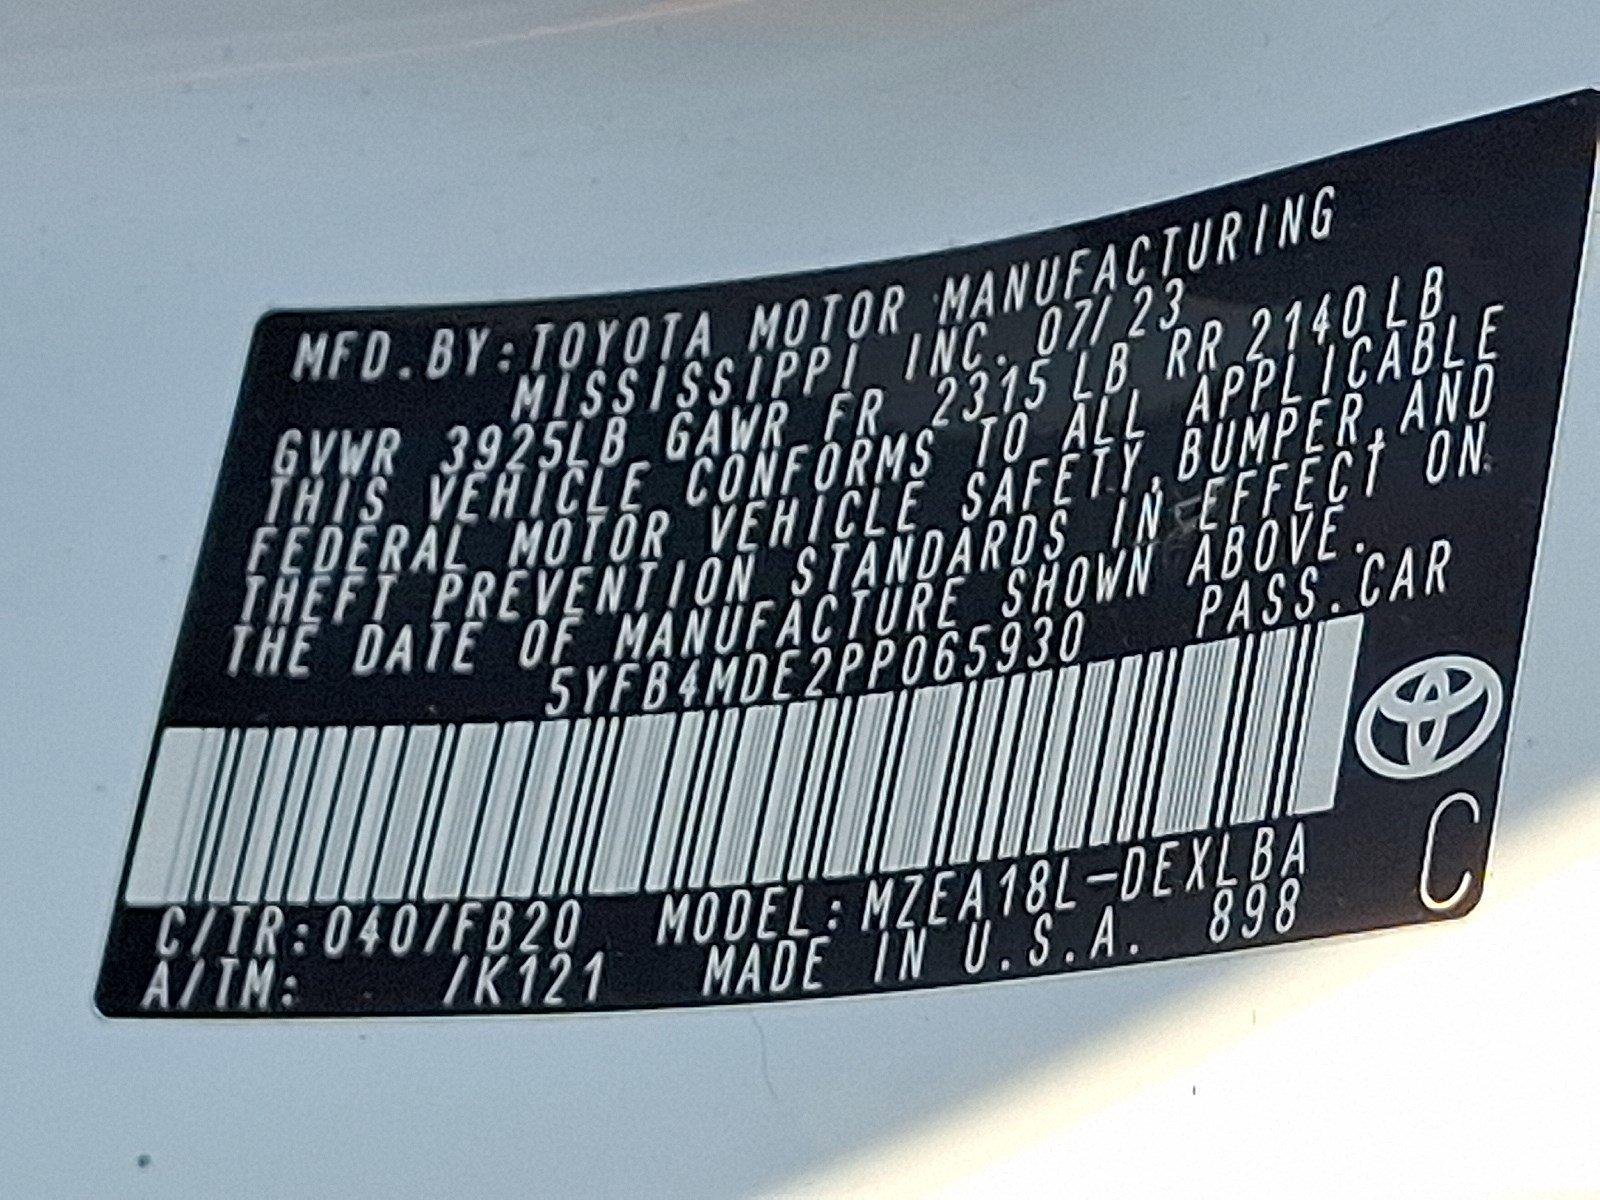 MFD.BY:TOYOTA MOTOR MANUFACTURING
MISSISSIPPI INC. 07/23
GVWR 3925LB GAWR FR 2315LB RR 2140LB
THIS VEHICLE CONFORMS TO ALL APPLICABLE
FEDERAL MOTOR VEHICLE SAFETY,BUMPER,AND
THEFT PREVENTION STANDARDS IN EFFECT ON
THE DATE OF MANUFACTURE SHOWN ABOVE.
5YFB4MDE2PP065930 PASS.CAR
C/TR:040/FB20 MODEL:MZEA18L-DEXLBA
A/TM: /K121 MADE IN U.S.A. 898
C